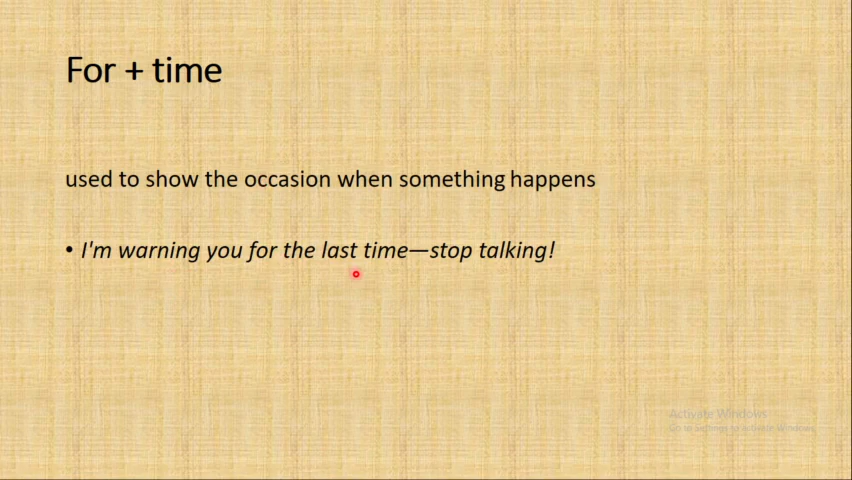 For + time
used to show the occasion when something happens
• I'm warning you for the last time—stop talking!
Activate Windows
Go to Settings to activate Windows.